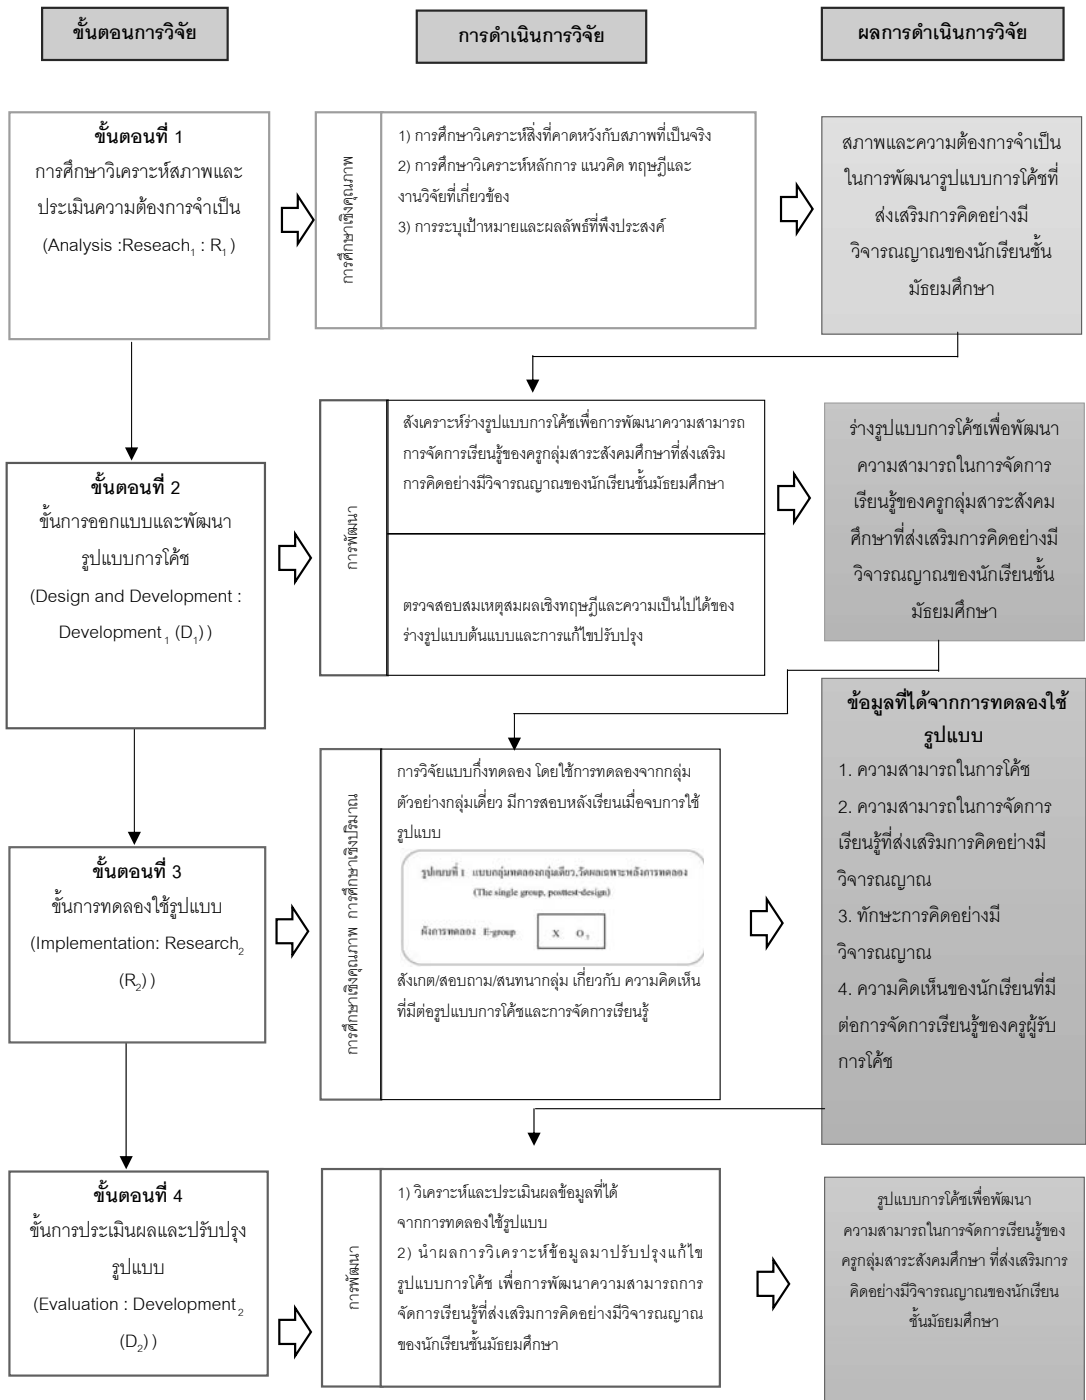 ขั้นตอนการวิจัย
การดำเนินการวิจัย
ผลการดำเนินการวิจัย
ขั้นตอนที่ 1
การศึกษาวิเคราะห์สภาพและ
ประเมินความต้องการจำเป็น
(Analysis :Reseach₁ : R₁ )
การศึกษาเชิงคุณภาพ
1) การศึกษาวิเคราะห์สิ่งที่คาดหวังกับสภาพที่เป็นจริง
2) การศึกษาวิเคราะห์หลักการ แนวคิด ทฤษฎีและ
งานวิจัยที่เกี่ยวข้อง
3) การระบุเป้าหมายและผลลัพธ์ที่พึงประสงค์
สภาพและความต้องการจำเป็น
ในการพัฒนารูปแบบการโค้ชที่
ส่งเสริมการคิดอย่างมี
วิจารณญาณของนักเรียนชั้น
มัธยมศึกษา
ขั้นตอนที่ 2
ขั้นการออกแบบและพัฒนา
รูปแบบการโค้ช
(Design and Development :
Development ₁ (D₁) )
การพัฒนา
สังเคราะห์ร่างรูปแบบการโค้ชเพื่อการพัฒนาความสามารถ
การจัดการเรียนรู้ของครูกลุ่มสาระสังคมศึกษาที่ส่งเสริม
การคิดอย่างมีวิจารณญาณของนักเรียนชั้นมัธยมศึกษา
ตรวจสอบสมเหตุสมผลเชิงทฤษฎีและความเป็นไปได้ของ
ร่างรูปแบบต้นแบบและการแก้ไขปรับปรุง
ร่างรูปแบบการโค้ชเพื่อพัฒนา
ความสามารถในการจัดการ
เรียนรู้ของครูกลุ่มสาระสังคม
ศึกษาที่ส่งเสริมการคิดอย่างมี
วิจารณญาณของนักเรียนชั้น
มัธยมศึกษา
ขั้นตอนที่ 3
ขั้นการทดลองใช้รูปแบบ
(Implementation: Research₂
(R₂) )
การศึกษาเชิงคุณภาพ การศึกษาเชิงปริมาณ
การวิจัยแบบกึ่งทดลอง โดยใช้การทดลองจากกลุ่ม
ตัวอย่างกลุ่มเดี่ยว มีการสอบหลังเรียนเมื่อจบการใช้
รูปแบบ
รูปแบบที่ 1 แบบกลุ่มทดลองกลุ่มเดียว,วัดผลเฉพาะหลังการทดลอง
(The single group, posttest-design)
ผังการทดลอง E-group
X O₂
สังเกต/สอบถาม/สนทนากลุ่ม เกี่ยวกับ ความคิดเห็น
ที่มีต่อรูปแบบการโค้ชและการจัดการเรียนรู้
ข้อมูลที่ได้จากการทดลองใช้
รูปแบบ
1. ความสามารถในการโค้ช
2. ความสามารถในการจัดการ
เรียนรู้ที่ส่งเสริมการคิดอย่างมี
วิจารณญาณ
3. ทักษะการคิดอย่างมี
วิจารณญาณ
4. ความคิดเห็นของนักเรียนที่มี
ต่อการจัดการเรียนรู้ของครูผู้รับ
การโค้ช
ขั้นตอนที่ 4
ขั้นการประเมินผลและปรับปรุง
รูปแบบ
(Evaluation : Development₂
(D₂) )
การพัฒนา
1) วิเคราะห์และประเมินผลข้อมูลที่ได้
จากการทดลองใช้รูปแบบ
2) นำผลการวิเคราะห์ข้อมูลมาปรับปรุงแก้ไข
รูปแบบการโค้ช เพื่อการพัฒนาความสามารถการ
จัดการเรียนรู้ที่ส่งเสริมการคิดอย่างมีวิจารณญาณ
ของนักเรียนชั้นมัธยมศึกษา
รูปแบบการโค้ชเพื่อพัฒนา
ความสามารถในการจัดการเรียนรู้ของ
ครูกลุ่มสาระสังคมศึกษา ที่ส่งเสริมการ
คิดอย่างมีวิจารณญาณของนักเรียน
ชั้นมัธยมศึกษา